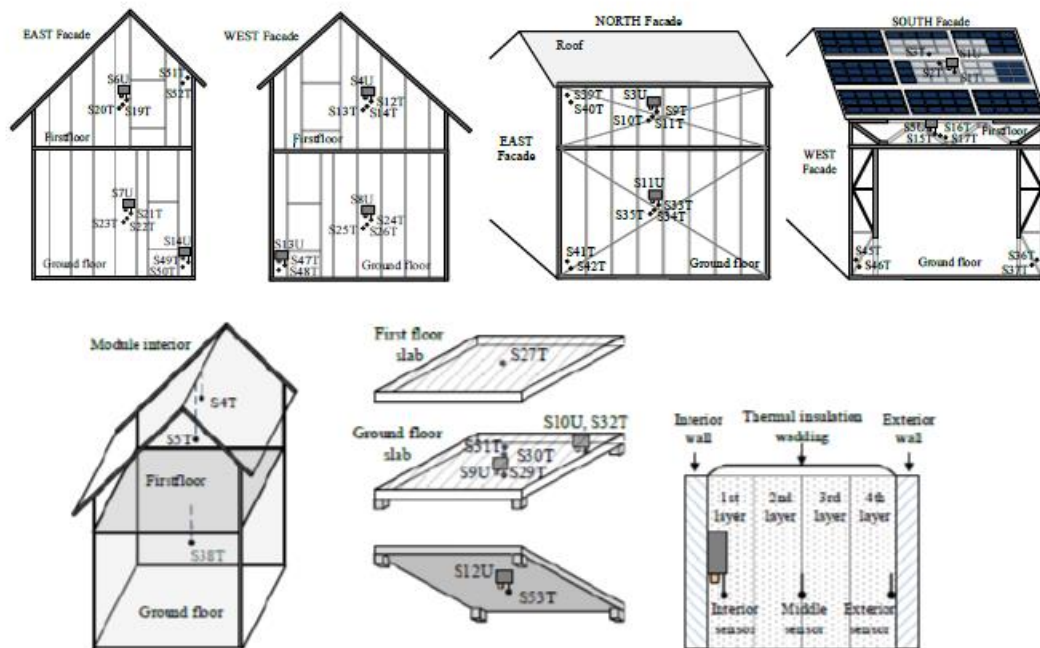 EAST Facade
S6U
S20T
S19T
S51T
S52T
Firstfloor
S7U
S23T
S21T
S22T
S14U
S49T
S50T
Ground floor
WEST Facade
S4U
S13T
S12T
S14T
Firstfloor
S8U
S24T
S25T
S26T
S13U
S47T
S48T
Ground floor
NORTH Facade
Roof
S39T
S40T
S3U
S9T
S10T
S11T
EAST
Facade
S11U
S33T
S35T
S34T
S41T
S42T
Ground floor
SOUTH Facade
S3T
S1U
S2T
S1T
S5U
S16T
Firstfloor
S15T
S17T
WEST
Facade
S45T
S46T
S36T
S37T
Ground floor
Module interior
S4T
S5T
Firstfloor
S38T
Ground floor
First floor
slab
S27T
Ground floor
slab
S10U, S32T
S31T
S30T
S9U
S29T
S12U
S53T
Interior
wall
Thermal insulation
wadding
Exterior
wall
1st
layer
2nd
layer
3rd
layer
4th
layer
Interior
sensor
Middle
sensor
Exterior
sensor